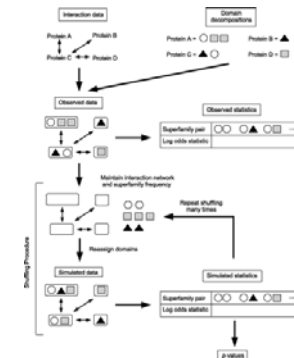 Interaction data
Domain
decompositions
Protein A
Protein B
Protein C
Protein D
Protein A =
Protein B =
Protein C =
Protein D =
Observed data
Observed statistics
Superfamily pair
...
Log odds statistic
Maintain interaction network
and superfamily frequency
Repeat shuffling
many times
Shuffling Procedure
Reassign domains
Simulated data
Simulated statistics
Superfamily pair
...
Log odds statistic
p-values